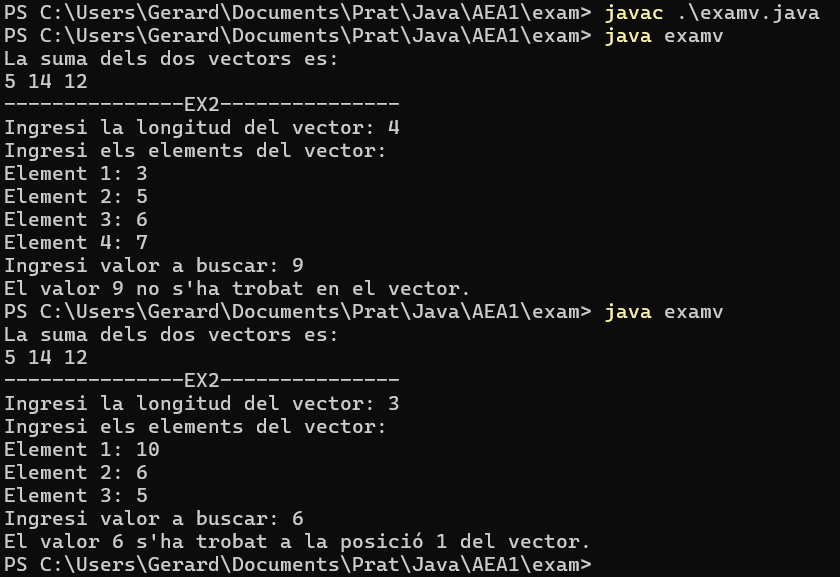 PS C:\Users\Gerard\Documents\Prat\Java\AEA1\exam> javac .\examv.java
PS C:\Users\Gerard\Documents\Prat\Java\AEA1\exam> java examv
La suma dels dos vectors es:
5 14 12
---------------EX2---------------
Ingresi la longitud del vector: 4
Ingresi els elements del vector:
Element 1: 3
Element 2: 5
Element 3: 6
Element 4: 7
Ingresi valor a buscar: 9
El valor 9 no s'ha trobat en el vector.
PS C:\Users\Gerard\Documents\Prat\Java\AEA1\exam> java examv
La suma dels dos vectors es:
5 14 12
---------------EX2---------------
Ingresi la longitud del vector: 3
Ingresi els elements del vector:
Element 1: 10
Element 2: 6
Element 3: 5
Ingresi valor a buscar: 6
El valor 6 s'ha trobat a la posició 1 del vector.
PS C:\Users\Gerard\Documents\Prat\Java\AEA1\exam>